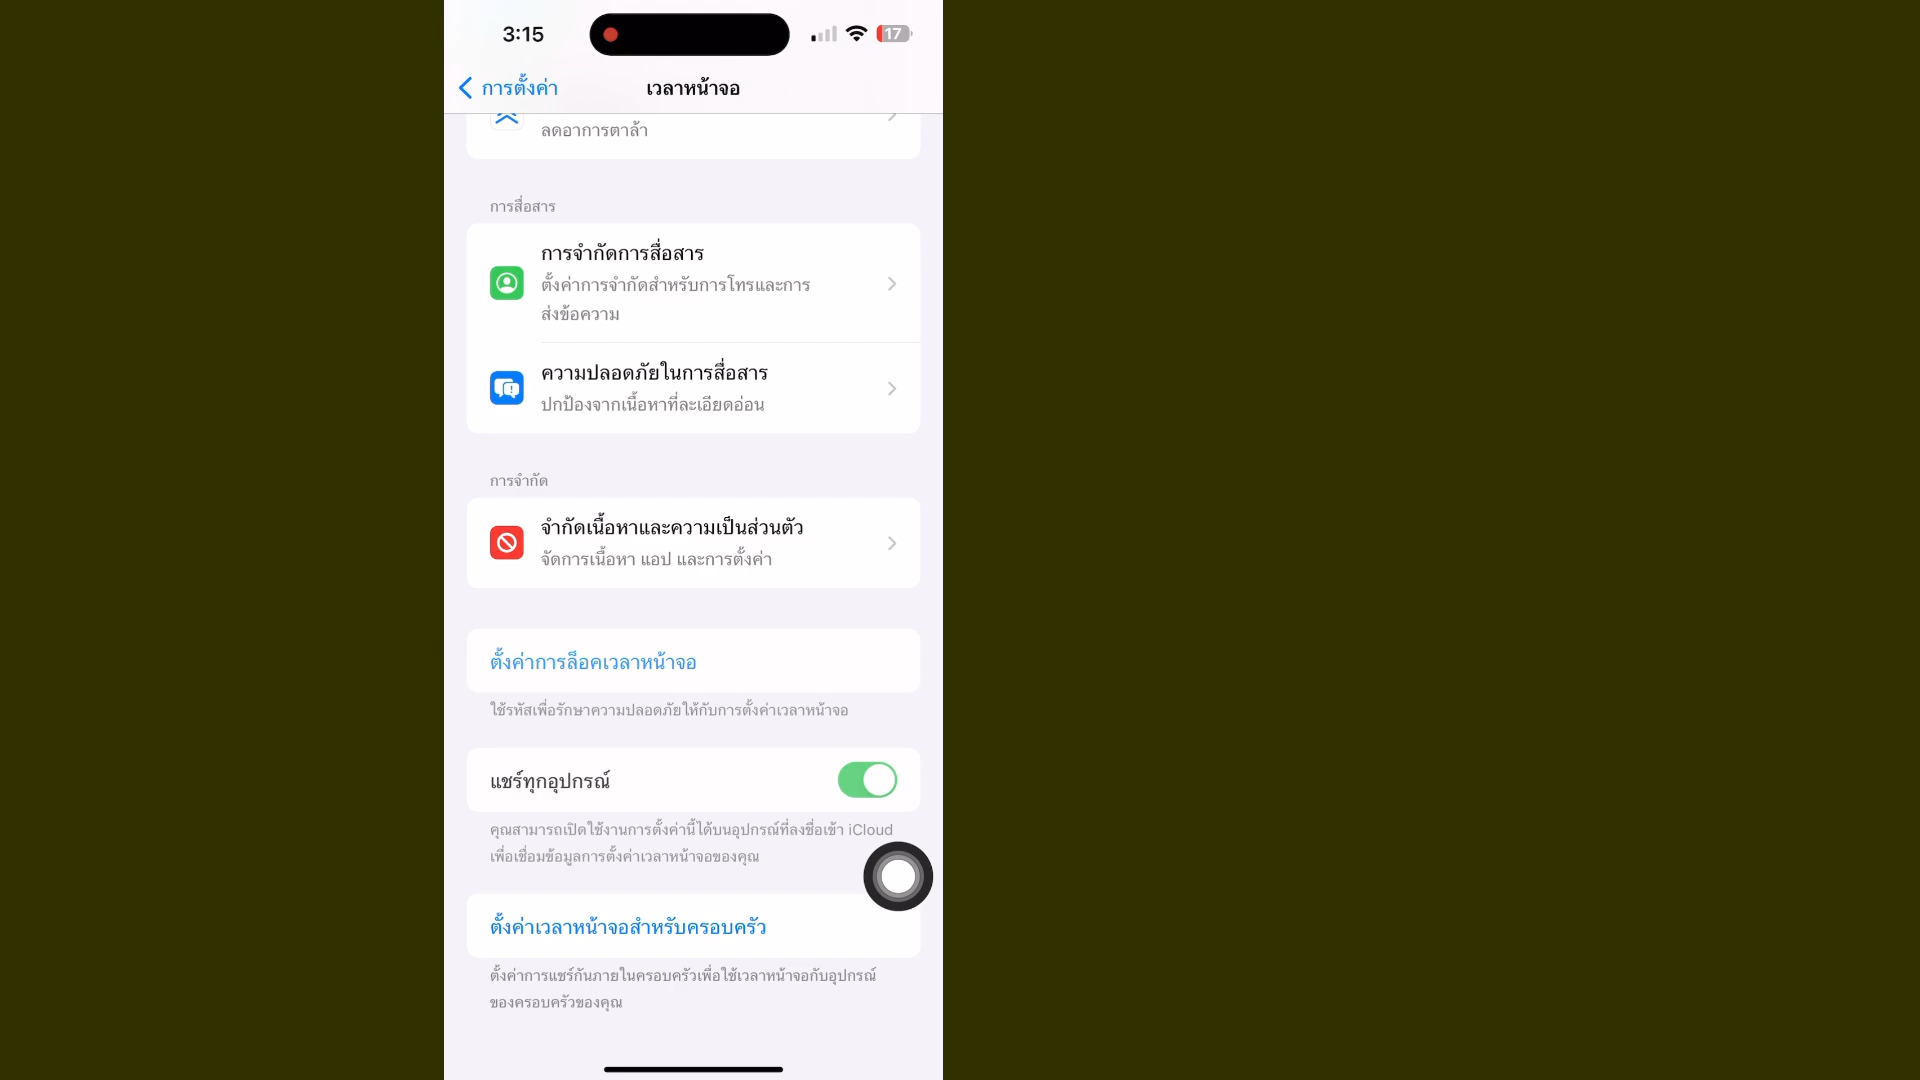 3:15
17
การตั้งค่า
เวลาหน้าจอ
ลดอาการตาล้า
การสื่อสาร
การจำกัดการสื่อสาร
ตั้งค่าการจำกัดสำหรับการโทรและการ
ส่งข้อความ
ความปลอดภัยในการสื่อสาร
ปกป้องจากเนื้อหาที่ละเอียดอ่อน
การจำกัด
จำกัดเนื้อหาและความเป็นส่วนตัว
จัดการเนื้อหา แอป และการตั้งค่า
ตั้งค่าการล็อคเวลาหน้าจอ
ใช้รหัสเพื่อรักษาความปลอดภัยให้กับการตั้งค่าเวลาหน้าจอ
แชร์ทุกอุปกรณ์
คุณสามารถเปิดใช้งานการตั้งค่านี้ได้บนอุปกรณ์ที่ลงชื่อเข้า iCloud
เพื่อเชื่อมข้อมูลการตั้งค่าเวลาหน้าจอของคุณ
ตั้งค่าเวลาหน้าจอสำหรับครอบครัว
ตั้งค่าการแชร์กันภายในครอบครัวเพื่อใช้เวลาหน้าจอกับอุปกรณ์
ของครอบครัวของคุณ